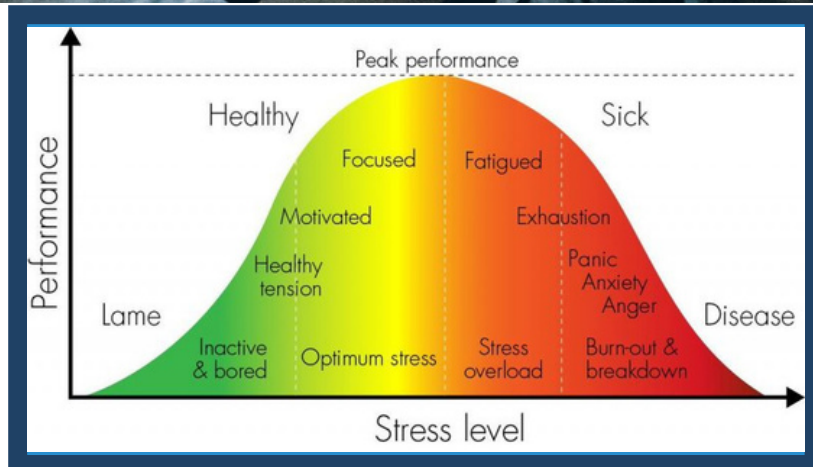 Peak performance
Healthy
Sick
Focused
Fatigued
Motivated
Exhaustion
Healthy
tension
Panic
Anxiety
Anger
Lame
Disease
Inactive
& bored
Optimum stress
Stress
overload
Burn-out &
breakdown
Performance
Stress level